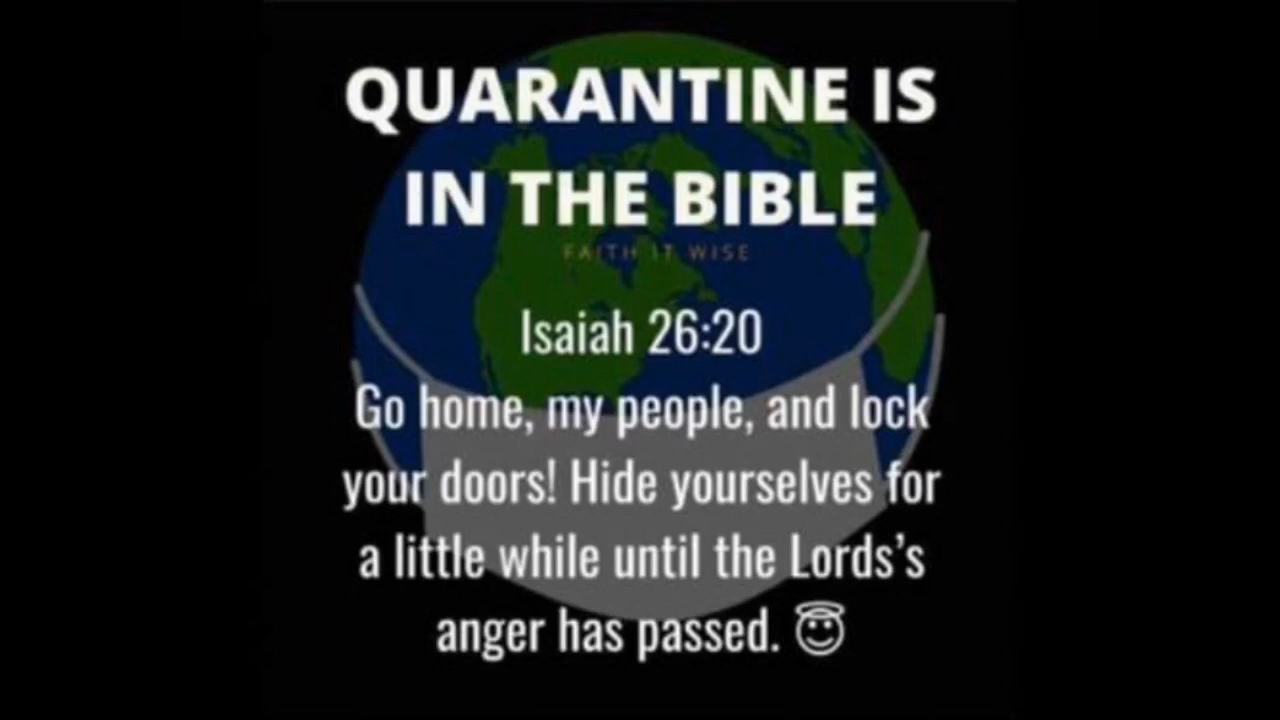 QUARANTINE IS
IN THE BIBLE
FAITH IT WISE
Isaiah 26:20
Go home, my people, and lock
your doors! Hide yourselves for
a little while until the Lords’s
anger has passed. 😇